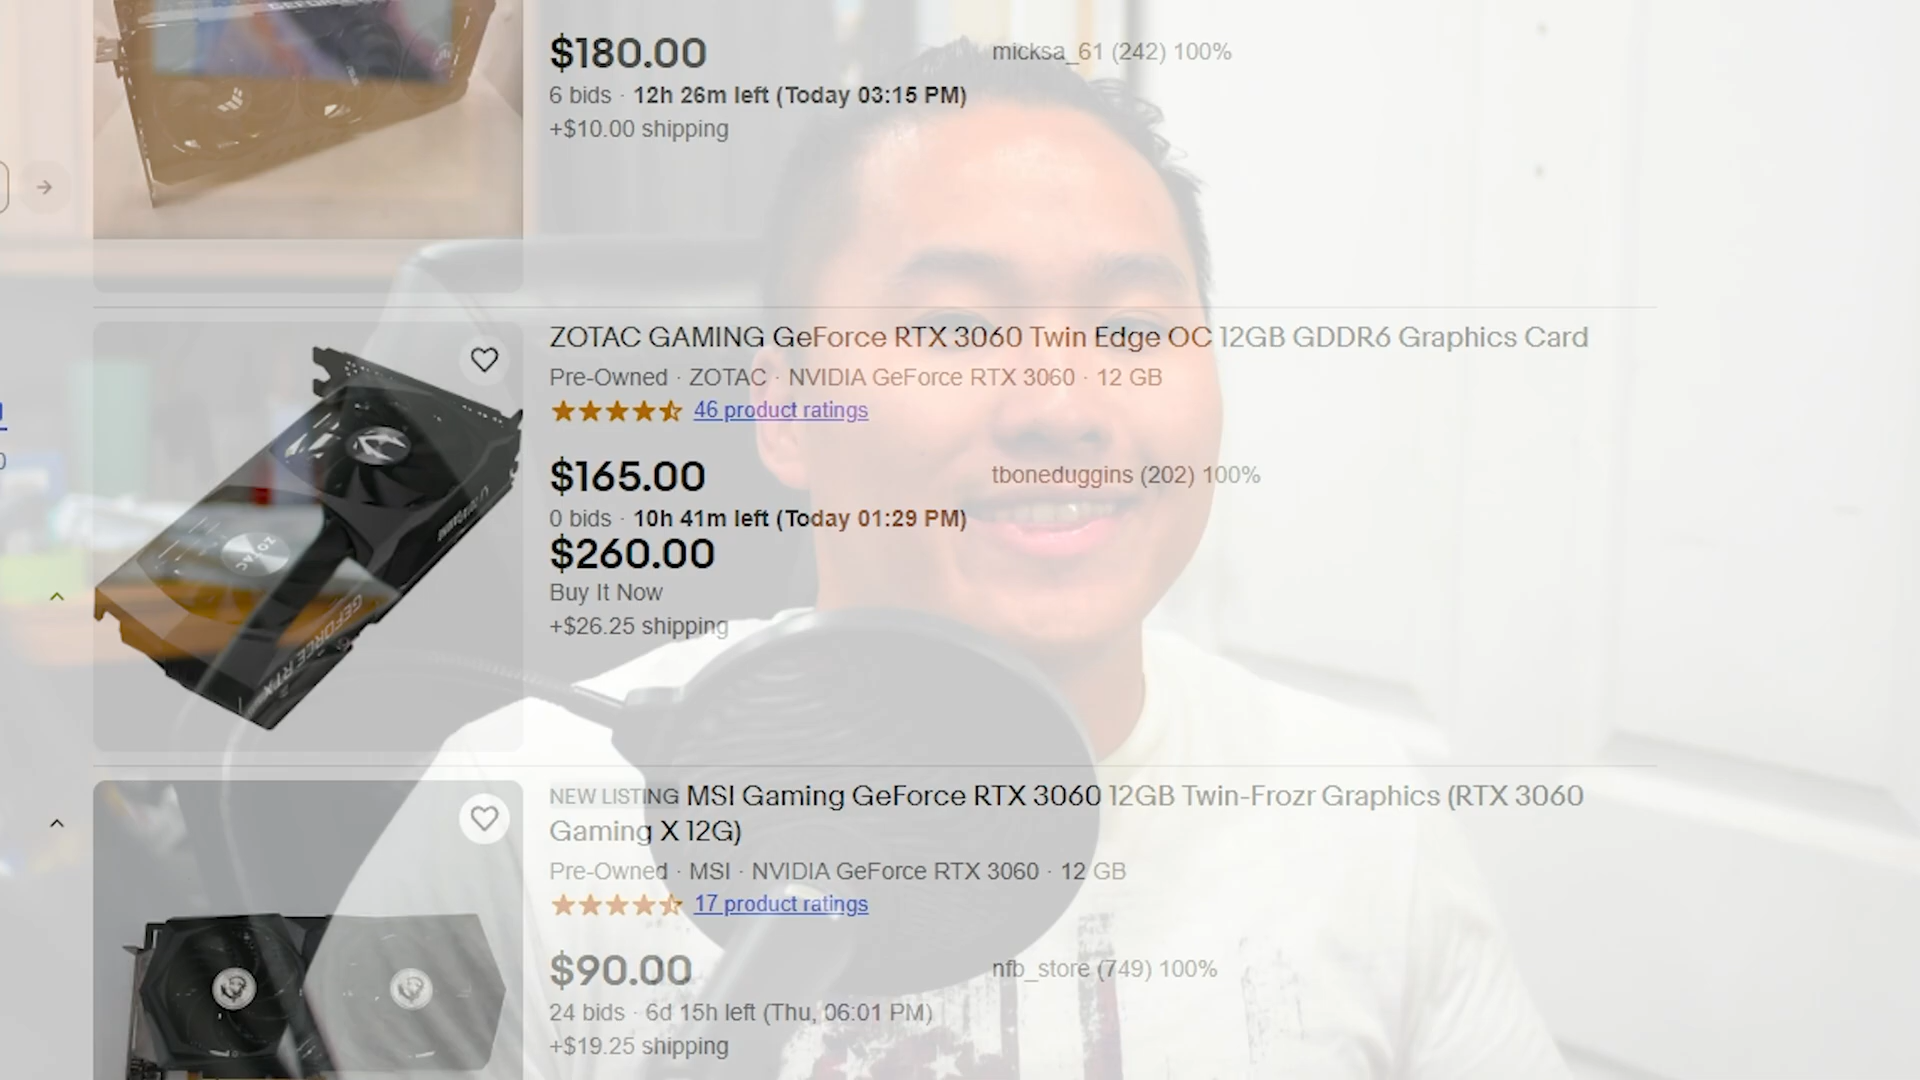 $180.00
micksa_61 (242) 100%
6 bids · 12h 26m left (Today 03:15 PM)
+$10.00 shipping
ZOTAC GAMING GeForce RTX 3060 Twin Edge OC 12GB GDDR6 Graphics Card
Pre-Owned · ZOTAC · NVIDIA GeForce RTX 3060 · 12 GB
46 product ratings
$165.00
tboneduggins (202) 100%
0 bids · 10h 41m left (Today 01:29 PM)
$260.00
Buy It Now
+$26.25 shipping
ZOTAC
GEFORCE RTX
NEW LISTING MSI Gaming GeForce RTX 3060 12GB Twin-Frozr Graphics (RTX 3060
Gaming X 12G)
Pre-Owned · MSI · NVIDIA GeForce RTX 3060 · 12 GB
17 product ratings
$90.00
nfb_store (749) 100%
24 bids · 6d 15h left (Thu, 06:01 PM)
+$19.25 shipping